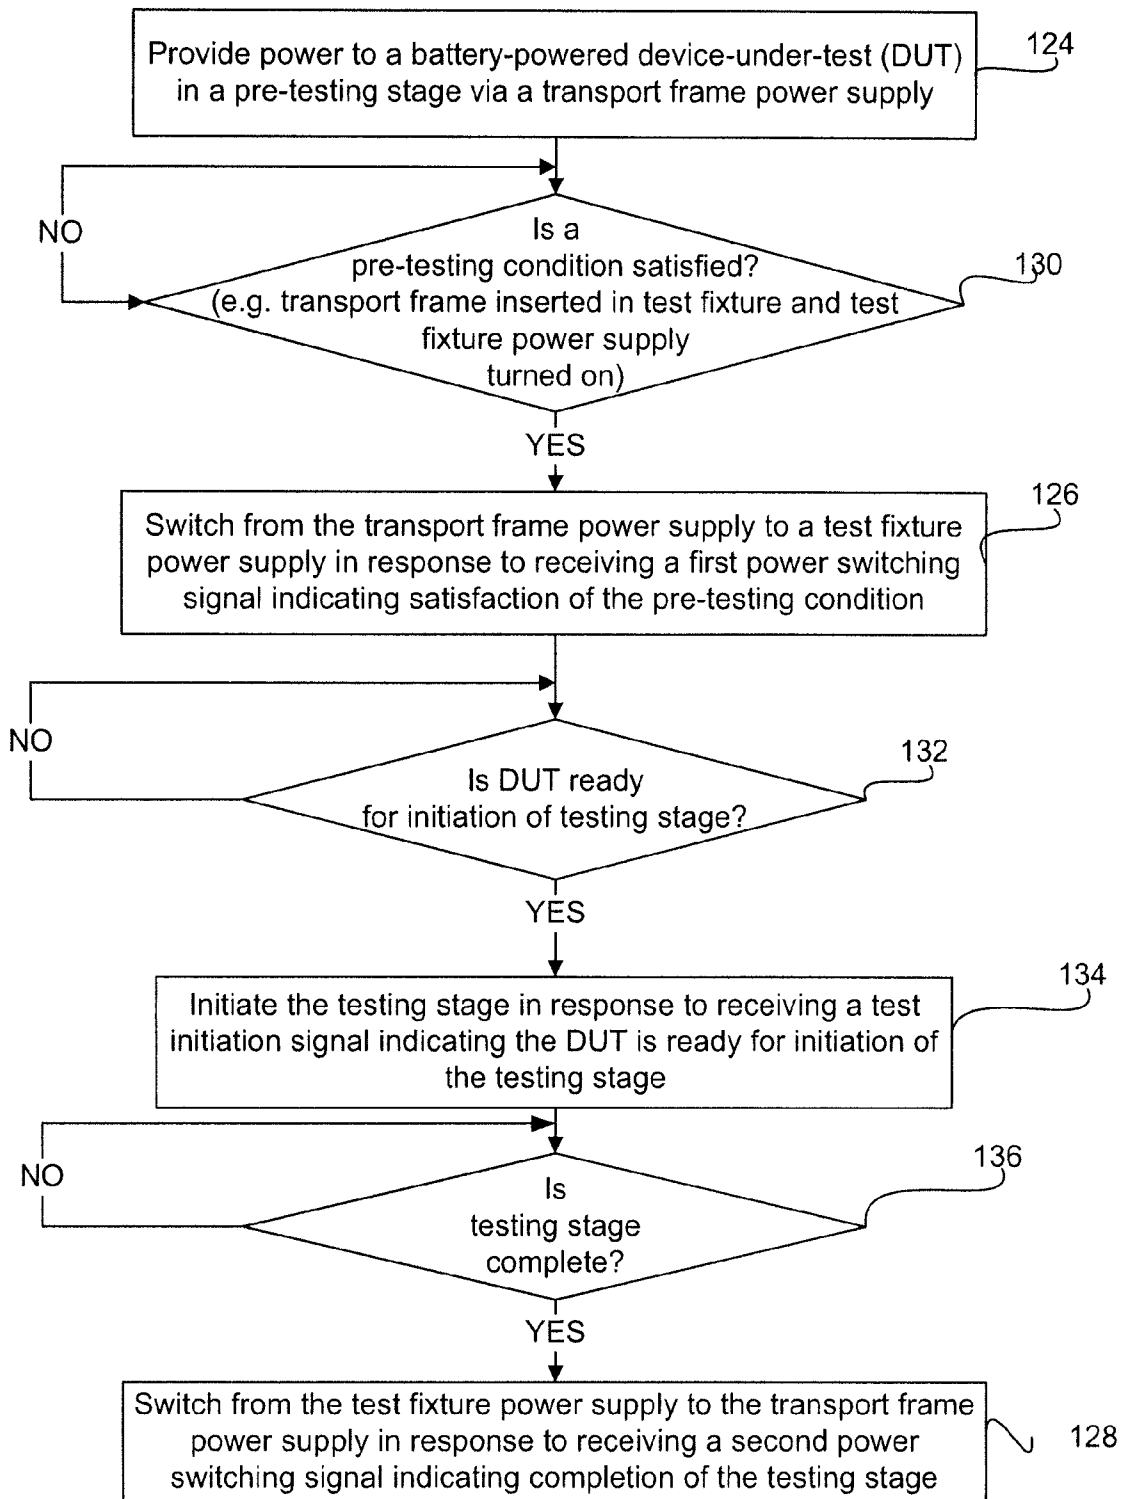 Provide power to a battery-powered device-under-test (DUT)
in a pre-testing stage via a transport frame power supply
124
NO
Is a
pre-testing condition satisfied?
(e.g. transport frame inserted in test fixture and test
fixture power supply
turned on)
130
YES
Switch from the transport frame power supply to a test fixture
power supply in response to receiving a first power switching
signal indicating satisfaction of the pre-testing condition
126
NO
Is DUT ready
for initiation of testing stage?
132
YES
Initiate the testing stage in response to receiving a test
initiation signal indicating the DUT is ready for initiation of
the testing stage
134
NO
Is
testing stage
complete?
136
YES
Switch from the test fixture power supply to the transport frame
power supply in response to receiving a second power
switching signal indicating completion of the testing stage
128